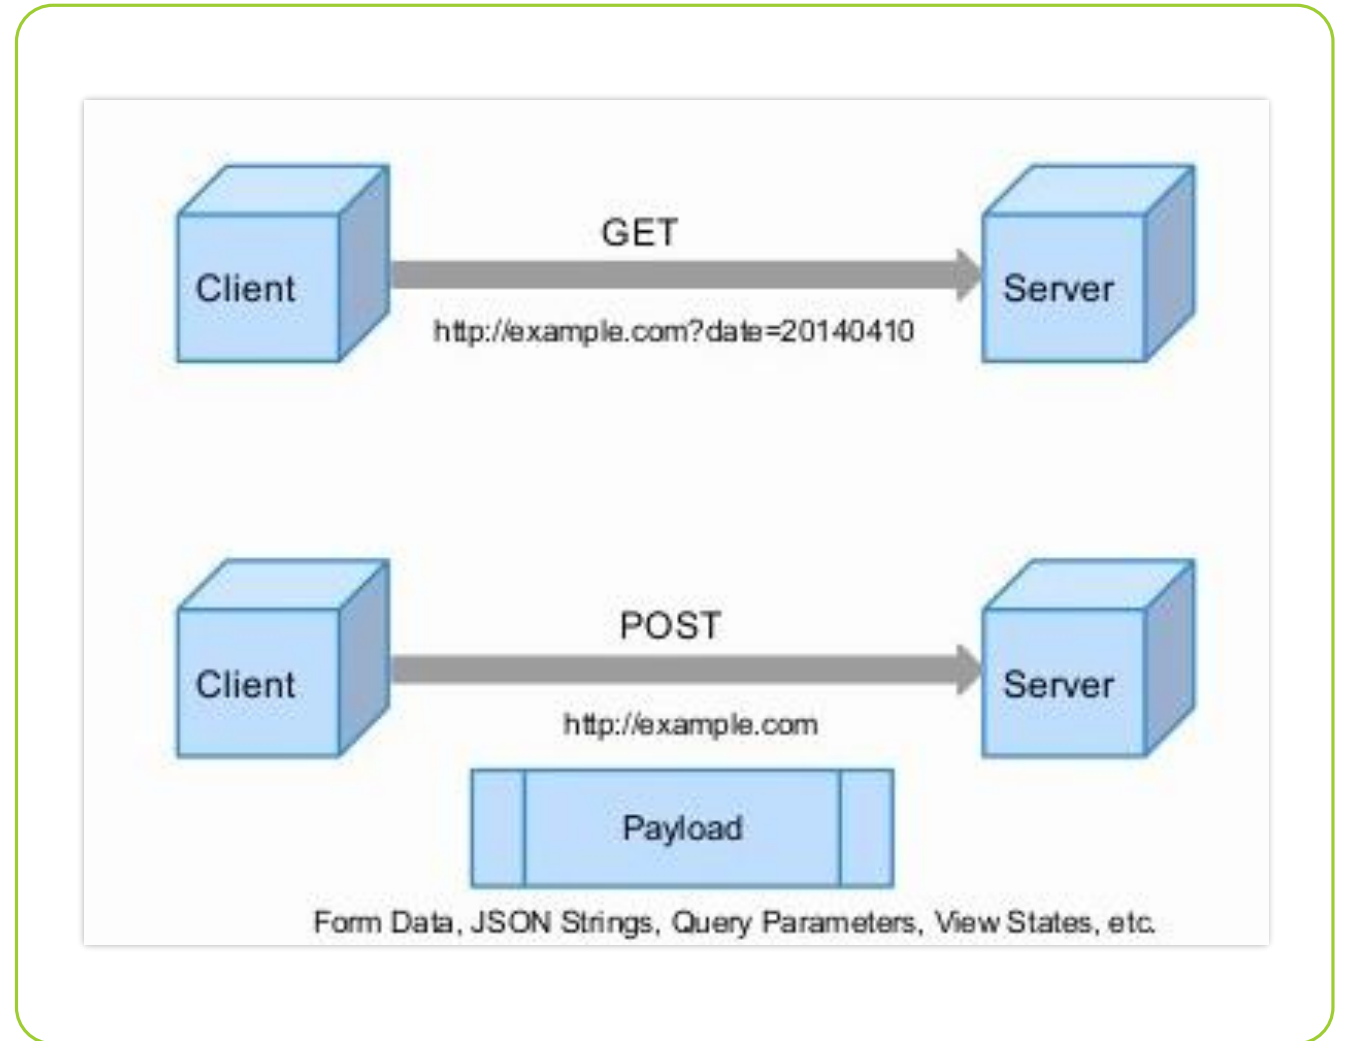 GET
Client
Server
http://example.com?date=20140410
POST
Client
Server
http://example.com
Payload
Form Data, JSON Strings, Query Parameters, View States, etc.